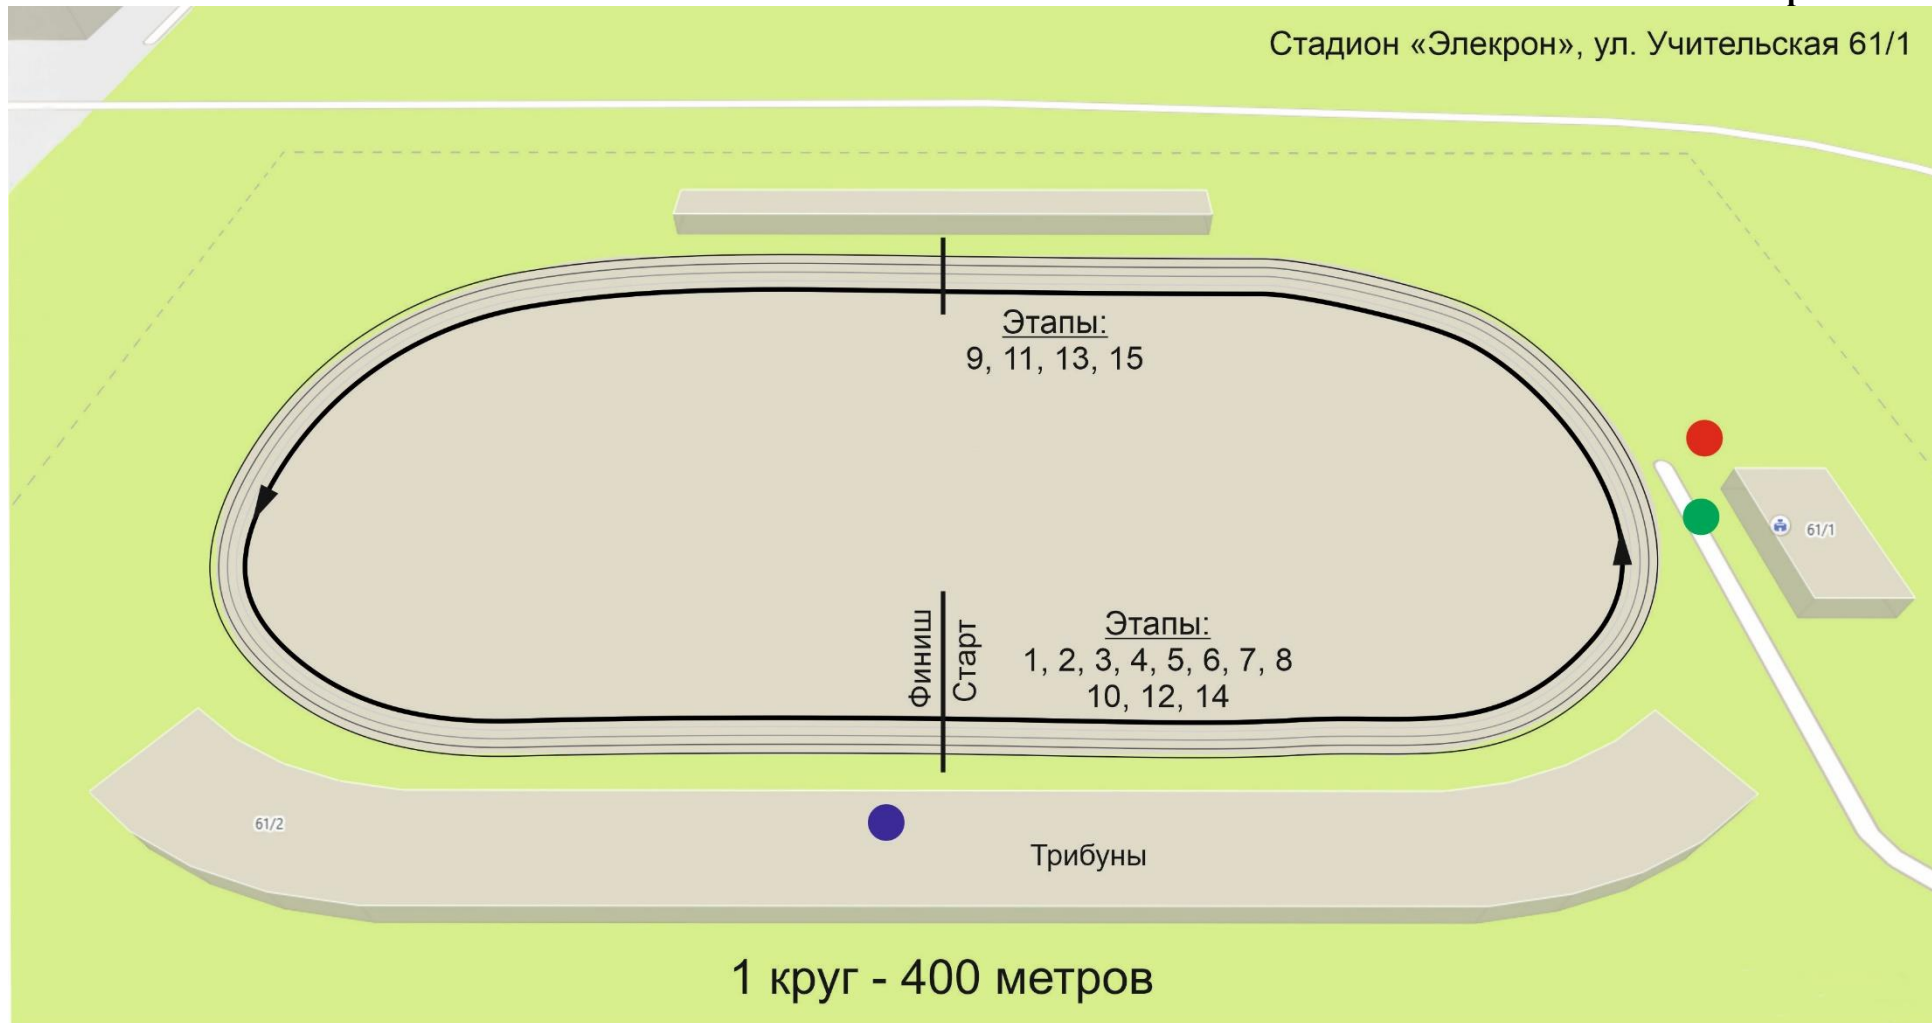 Стадион «Элекрон», ул. Учительская 61/1
Этапы:
9, 11, 13, 15
61/1
Финиш
Старт
Этапы:
1, 2, 3, 4, 5, 6, 7, 8
10, 12, 14
61/2
Трибуны
1 круг - 400 метров